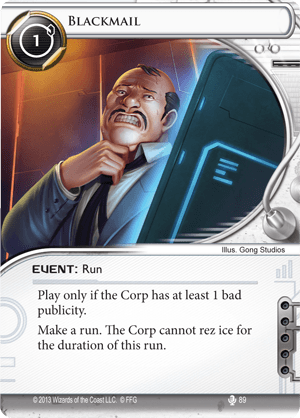 Blackmail
1
Illus. Gong Studios
EVENT: Run
Play only if the Corp has at least 1 bad
publicity.
Make a run. The Corp cannot rez ice for
the duration of this run.
© 2013 Wizards of the Coast LLC. © FFG 89